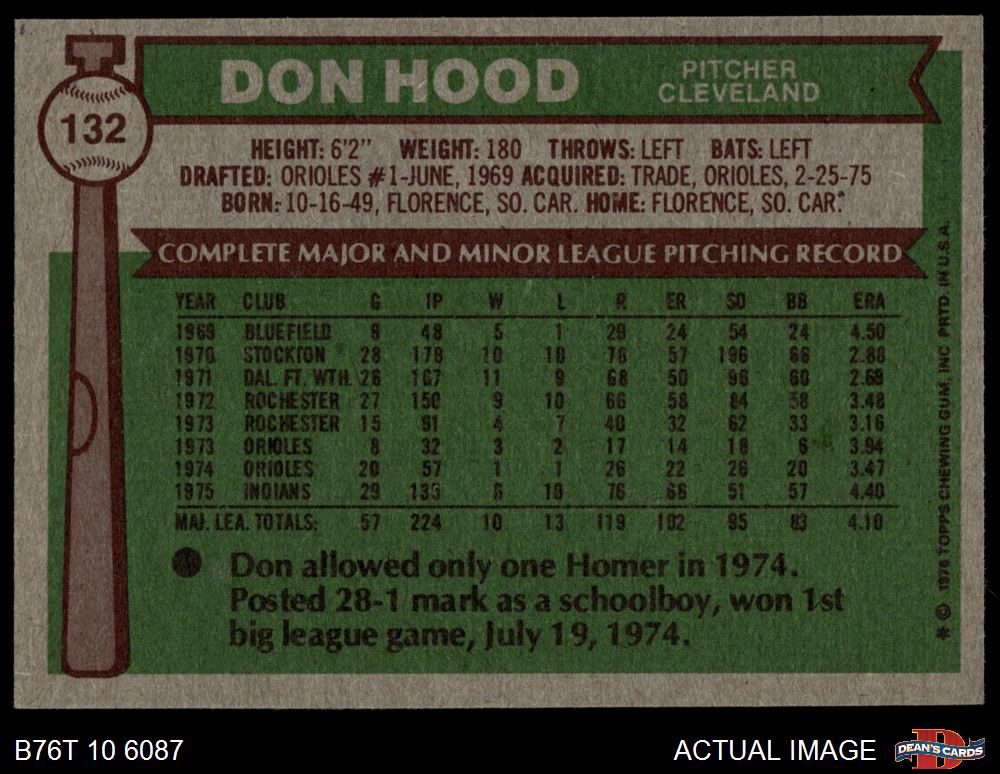 132
DON HOOD
PITCHER
CLEVELAND
HEIGHT: 6'2" WEIGHT: 180 THROWS: LEFT BATS: LEFT
DRAFTED: ORIOLES #1-JUNE, 1969 ACQUIRED: TRADE, ORIOLES, 2-25-75
BORN: 10-16-49, FLORENCE, SO. CAR. HOME: FLORENCE, SO. CAR.
COMPLETE MAJOR AND MINOR LEAGUE PITCHING RECORD
YEAR CLUB G IP W L R ER SO BB ERA
1969 BLUEFIELD 9 48 5 1 29 24 54 24 4.50
1970 STOCKTON 28 178 10 10 76 57 196 66 2.88
1971 DAL. FT. WTH. 26 167 11 9 68 50 96 60 2.69
1972 ROCHESTER 27 150 9 10 66 58 84 58 3.48
1973 ROCHESTER 15 91 4 7 40 32 62 33 3.16
1973 ORIOLES 8 32 3 2 17 14 18 6 3.94
1974 ORIOLES 20 57 1 1 26 22 26 20 3.47
1975 INDIANS 29 135 6 10 76 66 51 57 4.40
MAJ. LEA. TOTALS: 57 224 10 13 119 102 95 83 4.10
● Don allowed only one Homer in 1974.
Posted 28-1 mark as a schoolboy, won 1st
big league game, July 19, 1974.
* © 1976 TOPPS CHEWING GUM, INC. PRTD. IN U.S.A.
B76T 10 6087
ACTUAL IMAGE
DEAN'S CARDS